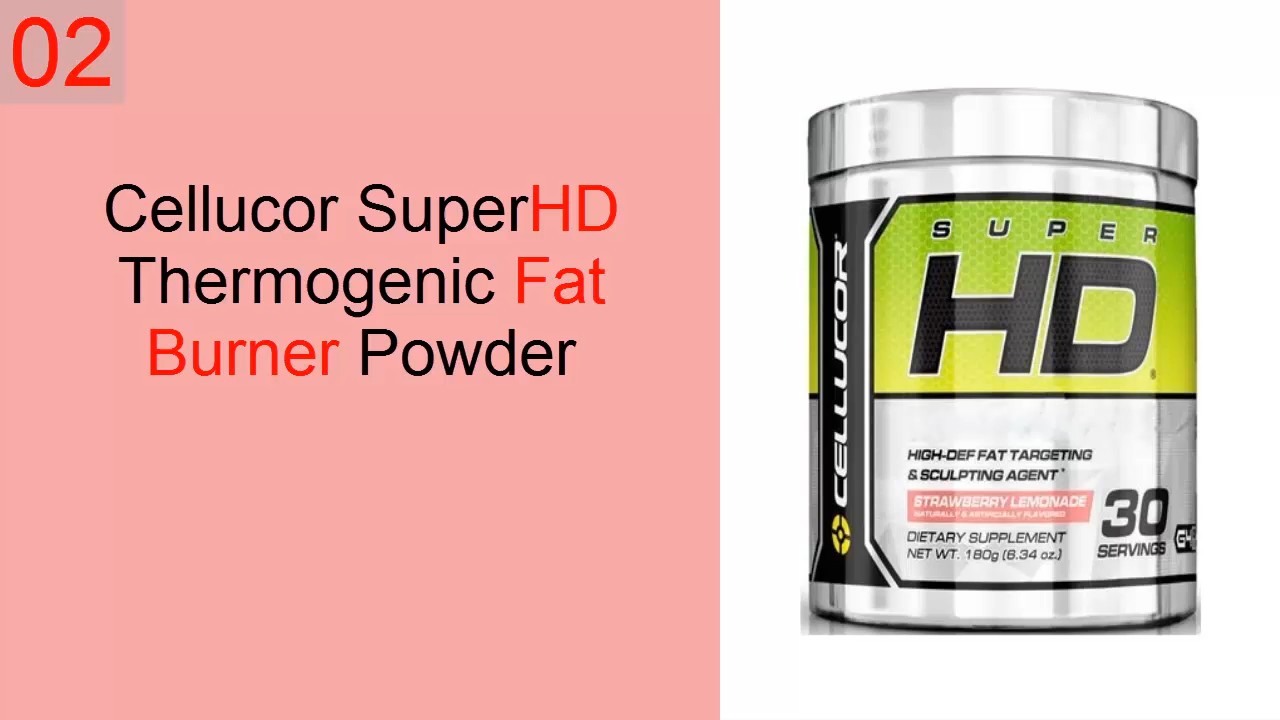 02
Cellucor SuperHD
Thermogenic Fat
Burner Powder
SUPER
HD®
CELLUCOR®
HIGH-DEF FAT TARGETING
& SCULPTING AGENT*
STRAWBERRY LEMONADE
NATURALLY & ARTIFICIALLY FLAVORED
30
SERVINGS
DIETARY SUPPLEMENT
NET WT. 180g (6.34 oz.)